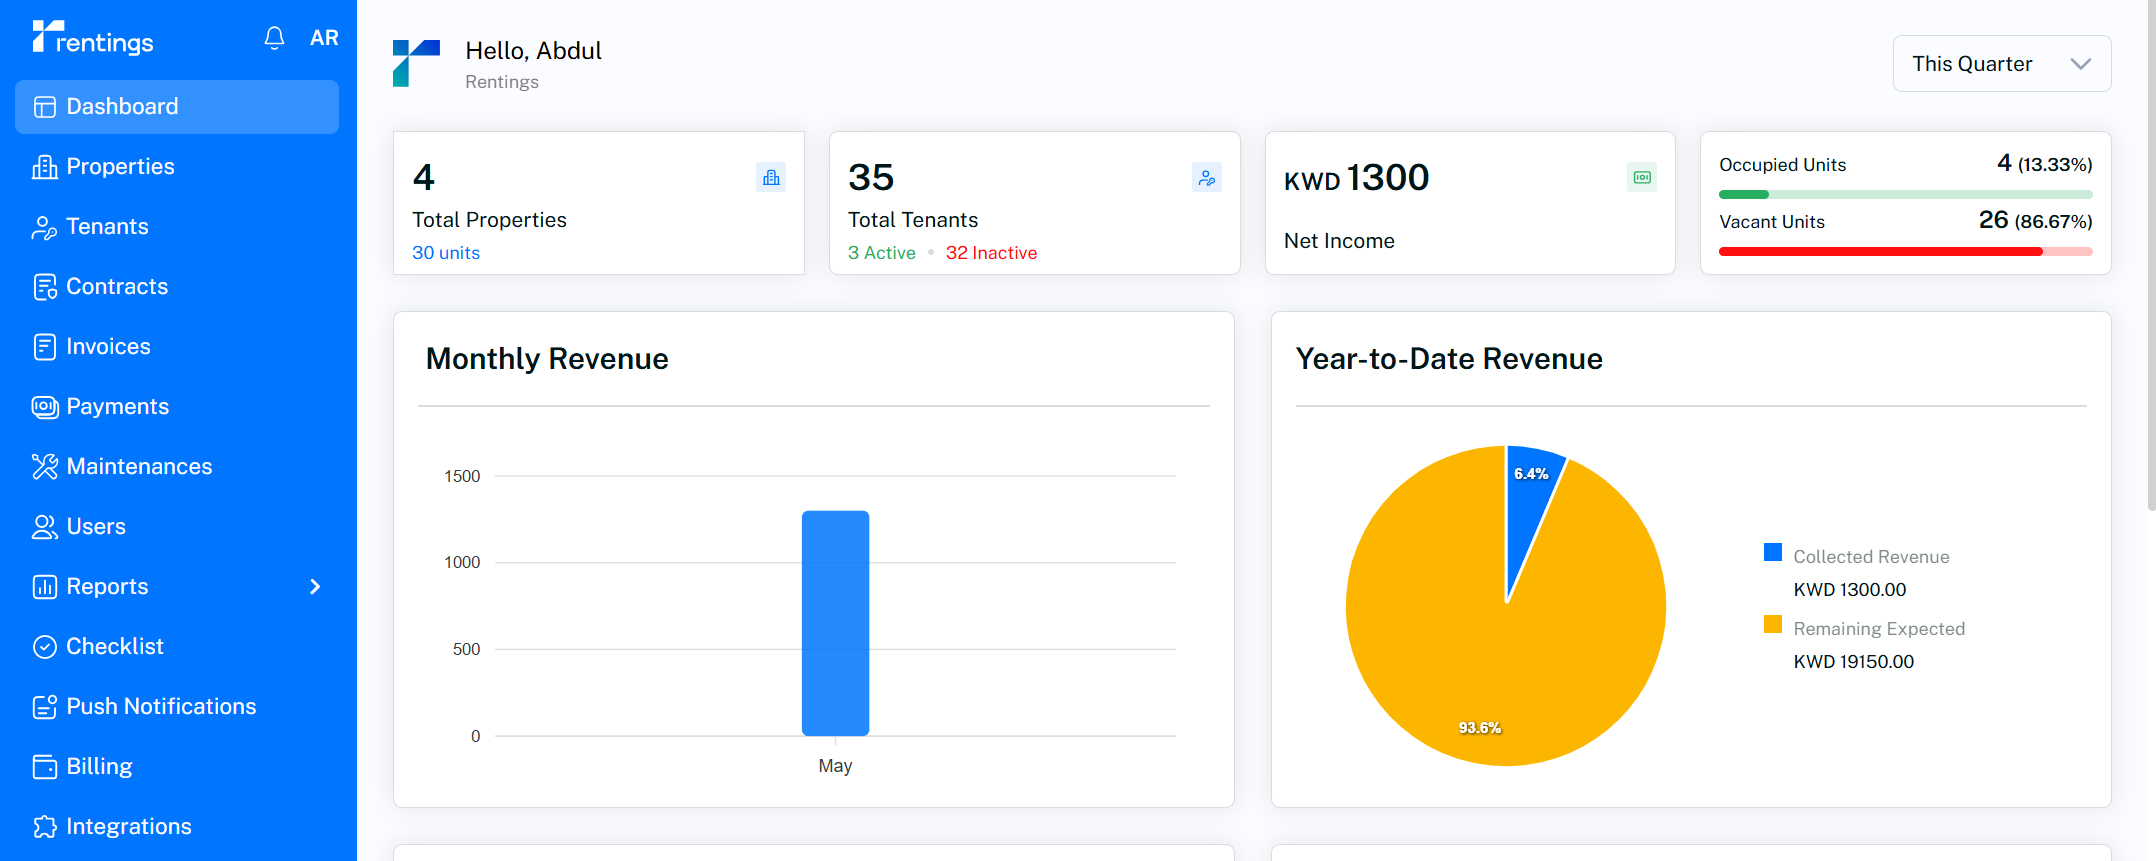 rentings
AR
Dashboard
Properties
Tenants
Contracts
Invoices
Payments
Maintenances
Users
Reports
Checklist
Push Notifications
Billing
Integrations
Hello, Abdul
Rentings
This Quarter
4
Total Properties
30 units
35
Total Tenants
3 Active • 32 Inactive
KWD 1300
Net Income
Occupied Units 4 (13.33%)
Vacant Units 26 (86.67%)
Monthly Revenue
1500
1000
500
0
May
Year-to-Date Revenue
6.4%
93.6%
Collected Revenue
KWD 1300.00
Remaining Expected
KWD 19150.00